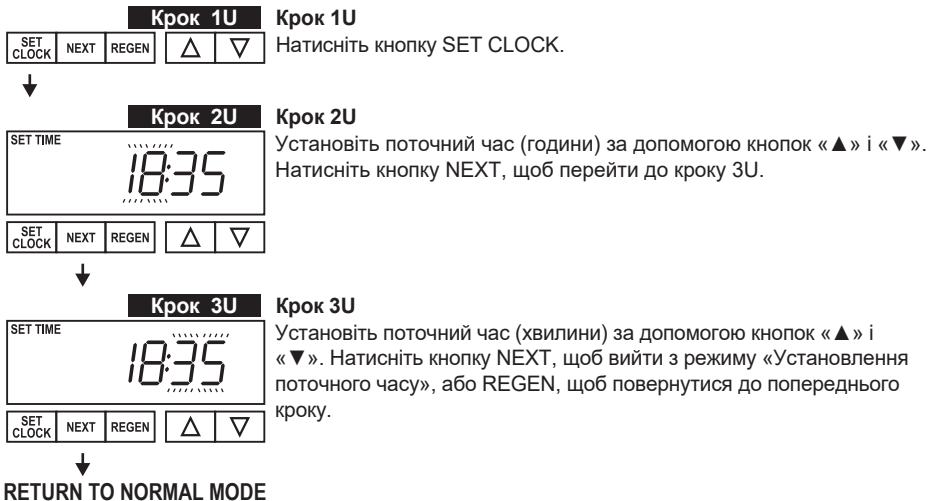 Крок 1U
SET CLOCK NEXT REGEN △ ▽
Крок 1U
Натисніть кнопку SET CLOCK.
Крок 2U
SET TIME
18:35
SET CLOCK NEXT REGEN △ ▽
Крок 2U
Установіть поточний час (години) за допомогою кнопок «▲» і «▼».
Натисніть кнопку NEXT, щоб перейти до кроку 3U.
Крок 3U
SET TIME
18:35
SET CLOCK NEXT REGEN △ ▽
Крок 3U
Установіть поточний час (хвилини) за допомогою кнопок «▲» і
«▼». Натисніть кнопку NEXT, щоб вийти з режиму «Установлення
поточного часу», або REGEN, щоб повернутися до попереднього
кроку.
RETURN TO NORMAL MODE